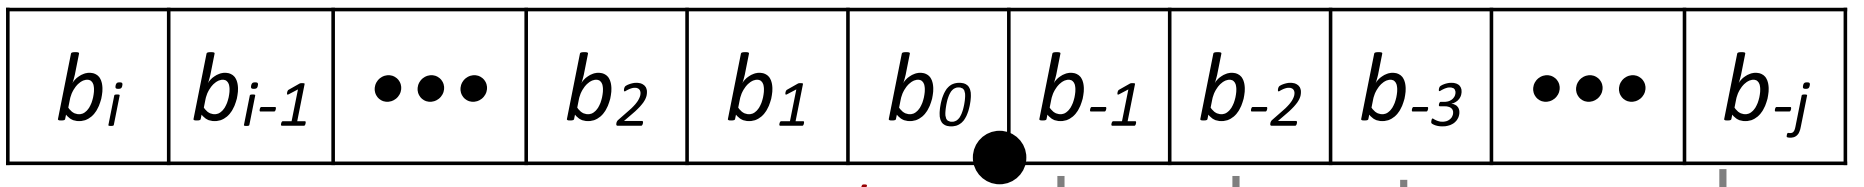 bi bi-1 ••• b2 b1 b0 b-1 b-2 b-3 ••• b-j